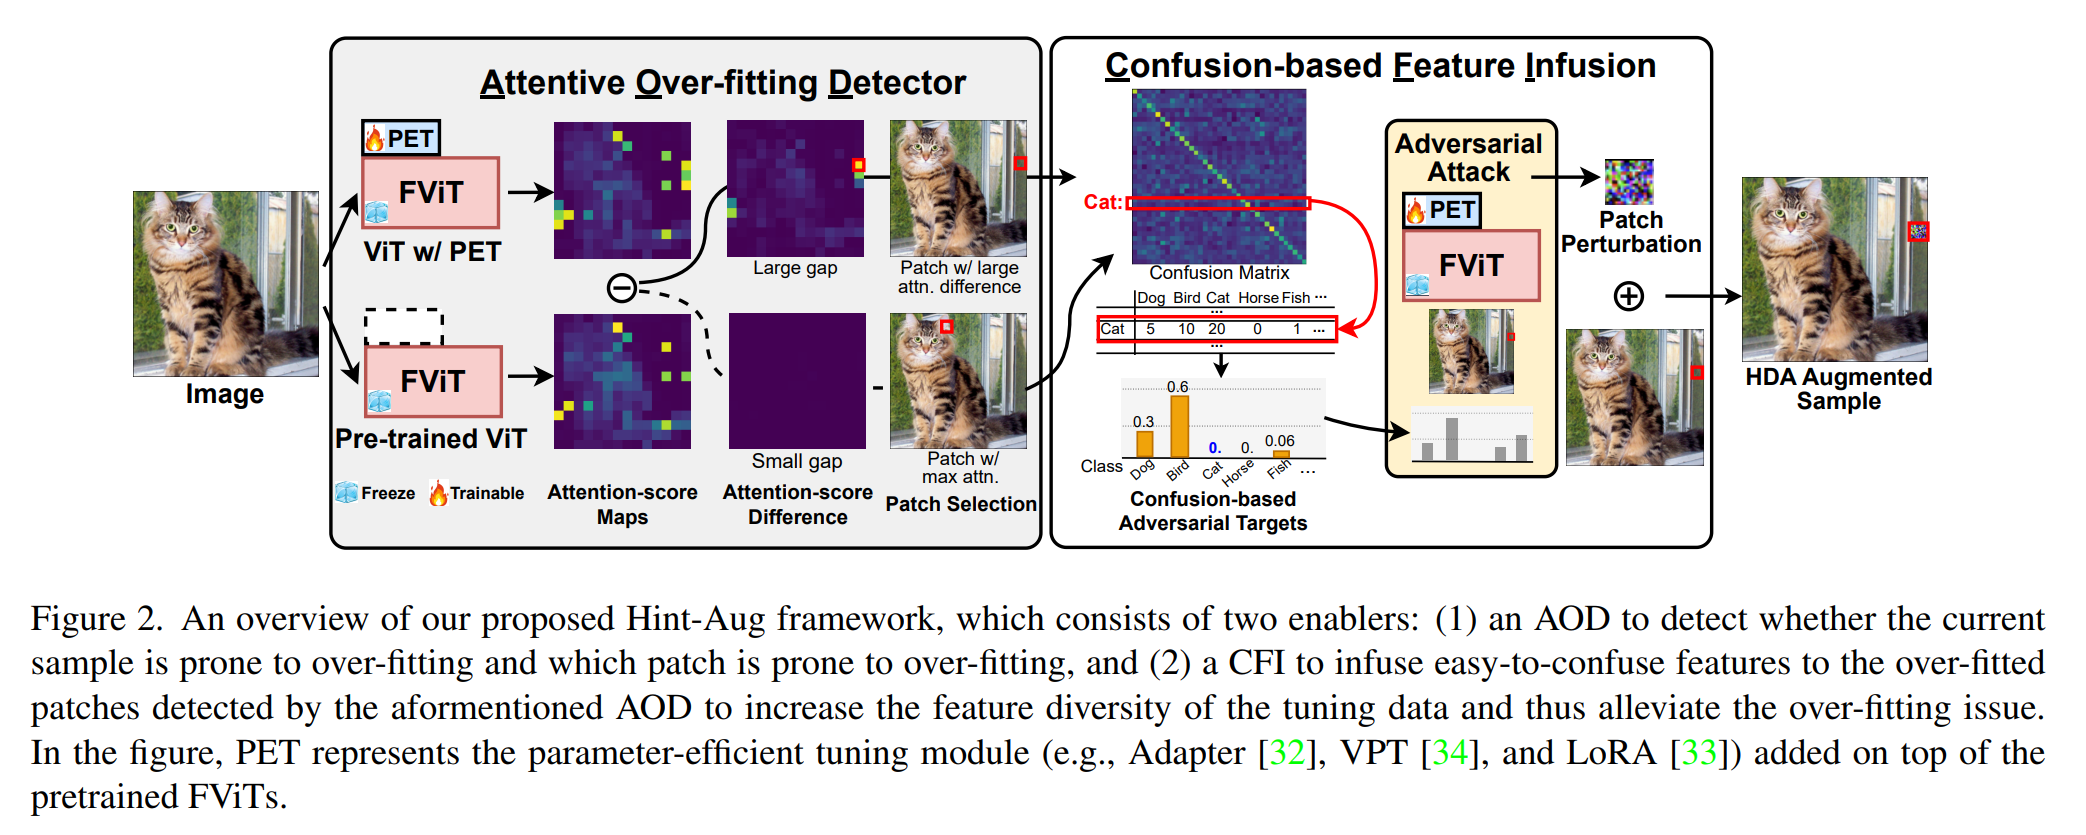 Attentive Over-fitting Detector
PET
FViT
ViT w/ PET
Image
FViT
Pre-trained ViT
Freeze
Trainable
Attention-score
Maps
Large gap
Small gap
Attention-score
Difference
Patch w/ large
attn. difference
Patch w/
max attn.
Patch Selection
Confusion-based Feature Infusion
Cat:
Confusion Matrix
Dog Bird Cat Horse Fish ...
...
Cat 5 10 20 0 1 ...
...
0.3 0.6 0. 0. 0.06
Class Dog Bird Cat Horse Fish ...
Confusion-based
Adversarial Targets
Adversarial
Attack
PET
FViT
Patch
Perturbation
HDA Augmented
Sample
Figure 2. An overview of our proposed Hint-Aug framework, which consists of two enablers: (1) an AOD to detect whether the current
sample is prone to over-fitting and which patch is prone to over-fitting, and (2) a CFI to infuse easy-to-confuse features to the over-fitted
patches detected by the aformentioned AOD to increase the feature diversity of the tuning data and thus alleviate the over-fitting issue.
In the figure, PET represents the parameter-efficient tuning module (e.g., Adapter [32], VPT [34], and LoRA [33]) added on top of the
pretrained FViTs.